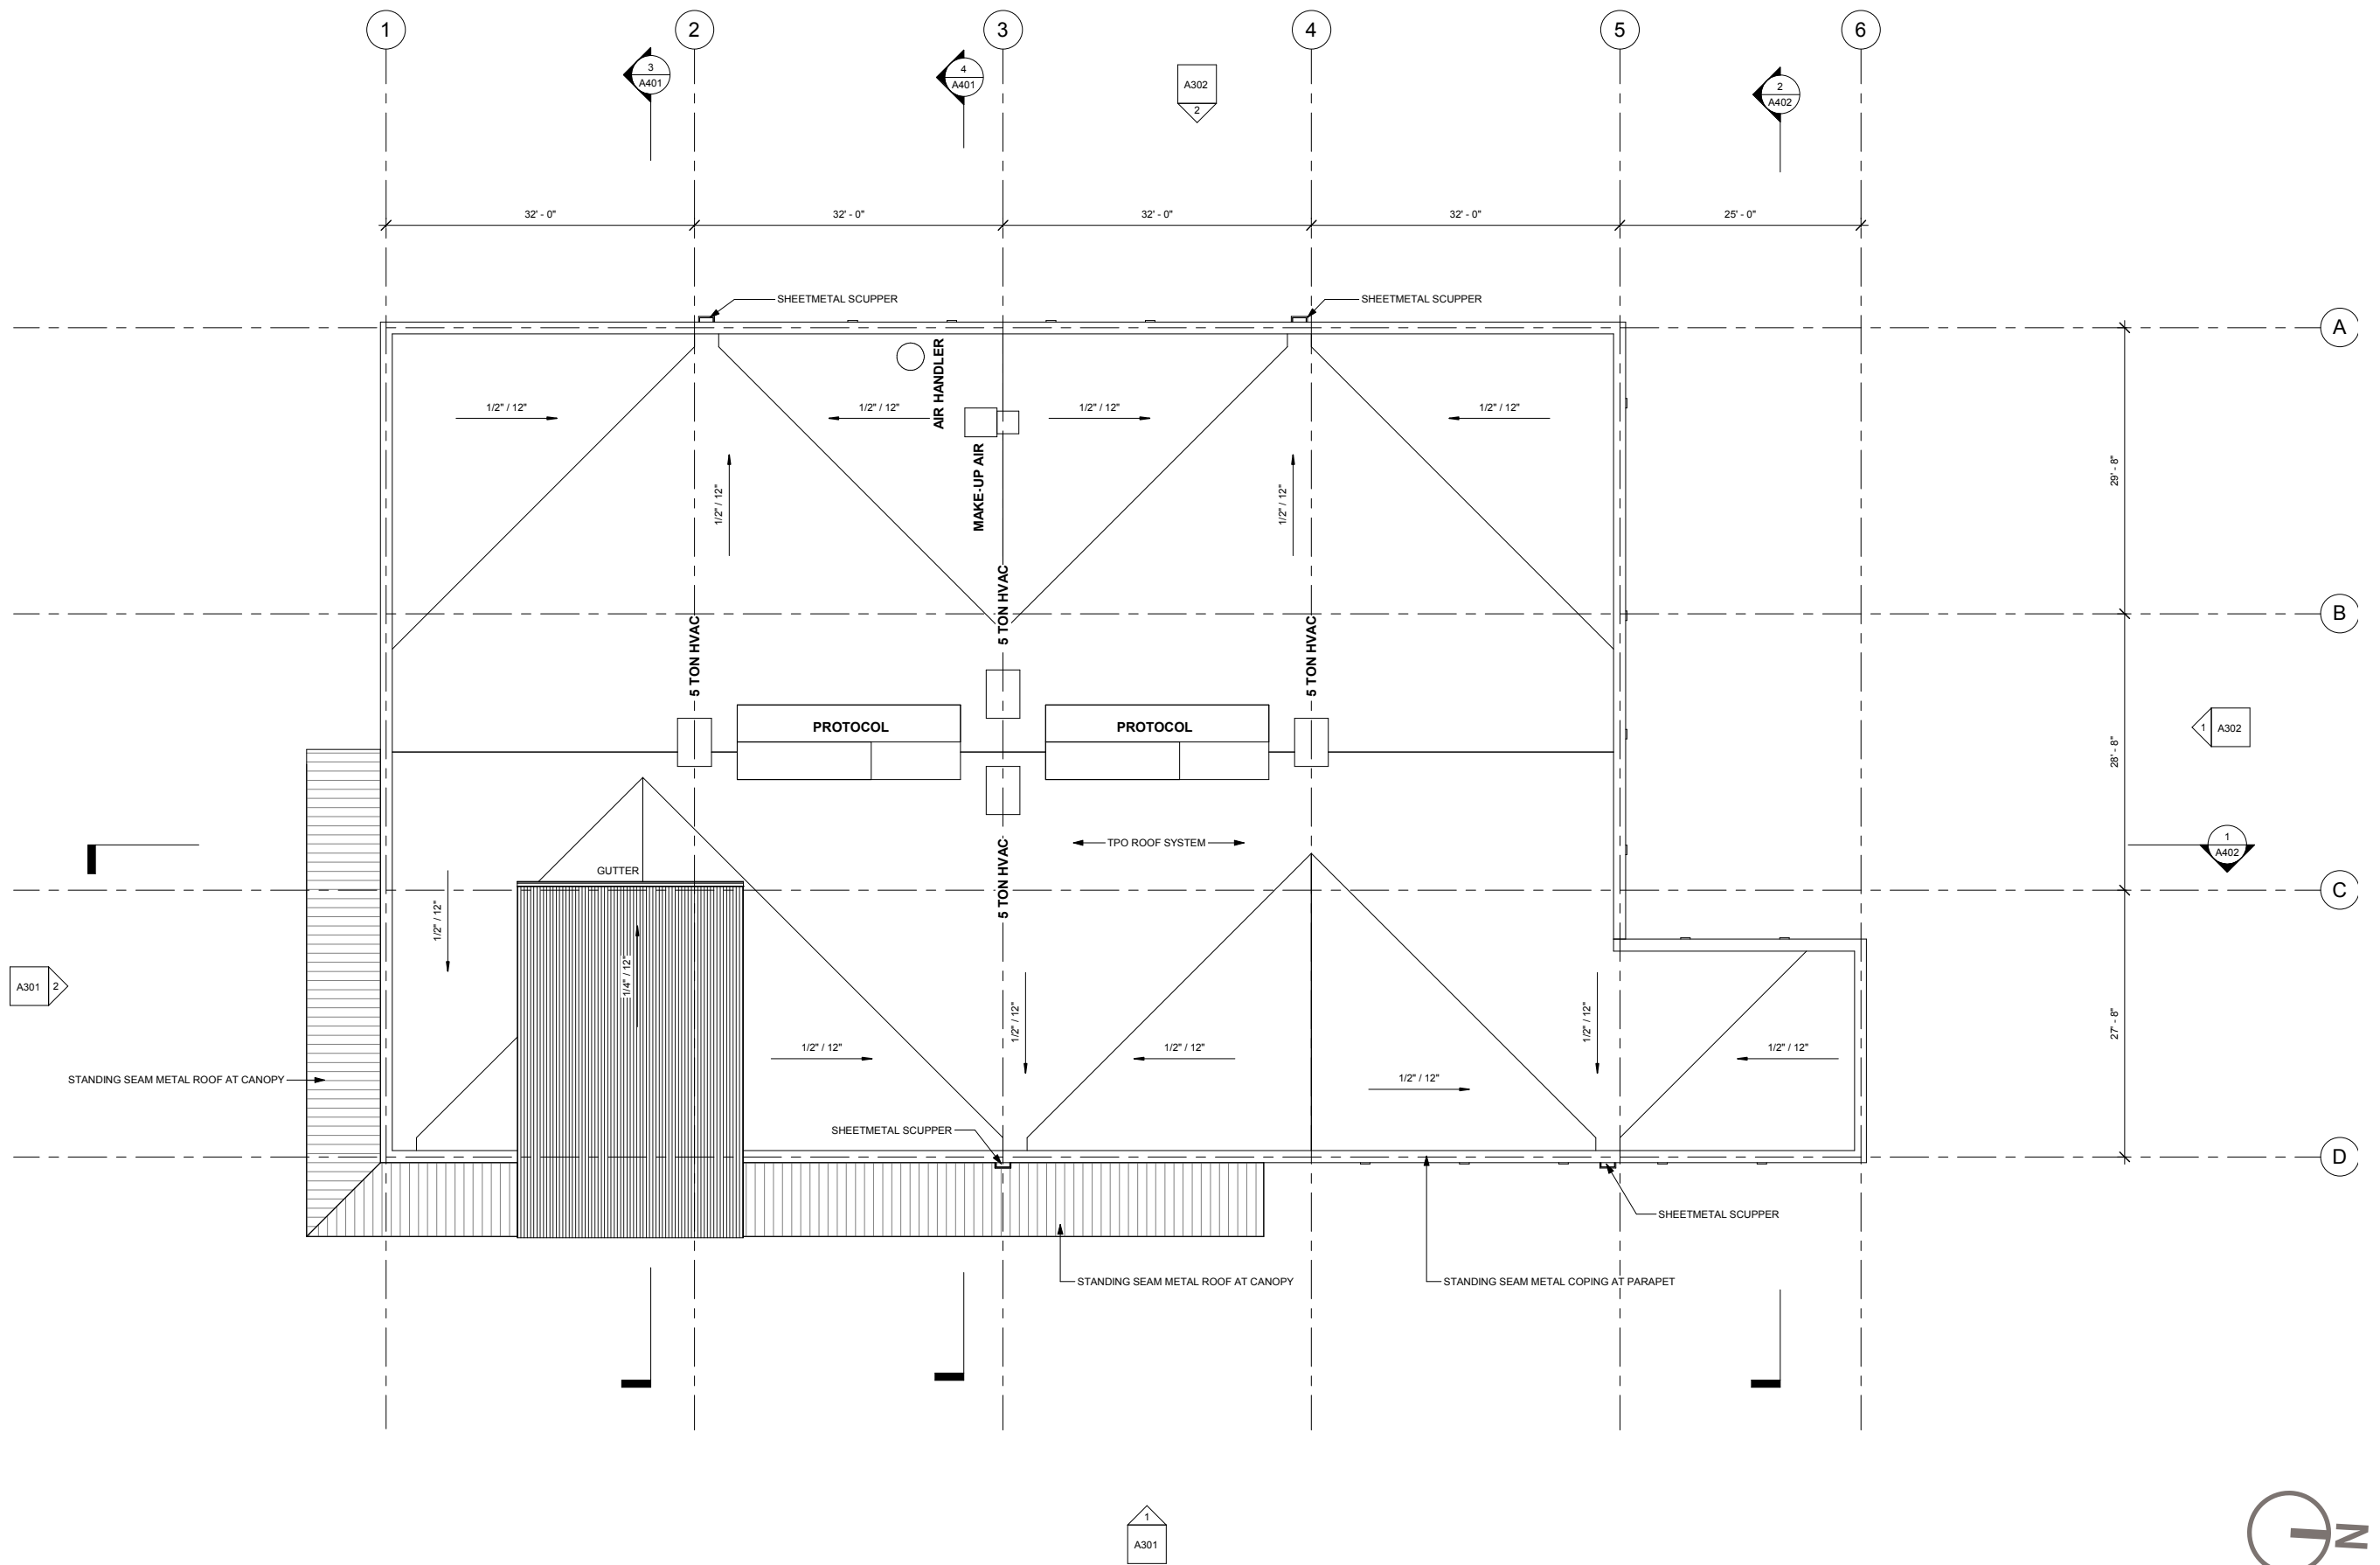 1
2
3
4
5
6
3
A401
4
A401
A302
2
2
A402
32' - 0"
32' - 0"
32' - 0"
32' - 0"
25' - 0"
SHEETMETAL SCUPPER
SHEETMETAL SCUPPER
A
1/2" / 12"
1/2" / 12"
AIR HANDLER
1/2" / 12"
1/2" / 12"
1/2" / 12"
MAKE-UP AIR
1/2" / 12"
29' - 8"
B
5 TON HVAC
5 TON HVAC
5 TON HVAC
PROTOCOL
PROTOCOL
1
A302
28' - 8"
TPO ROOF SYSTEM
1
A402
GUTTER
5 TON HVAC
C
1/2" / 12"
1/4" / 12"
A301
2
1/2" / 12"
1/2" / 12"
27' - 8"
1/2" / 12"
1/2" / 12"
1/2" / 12"
1/2" / 12"
STANDING SEAM METAL ROOF AT CANOPY
SHEETMETAL SCUPPER
D
SHEETMETAL SCUPPER
STANDING SEAM METAL ROOF AT CANOPY
STANDING SEAM METAL COPING AT PARAPET
1
A301
N